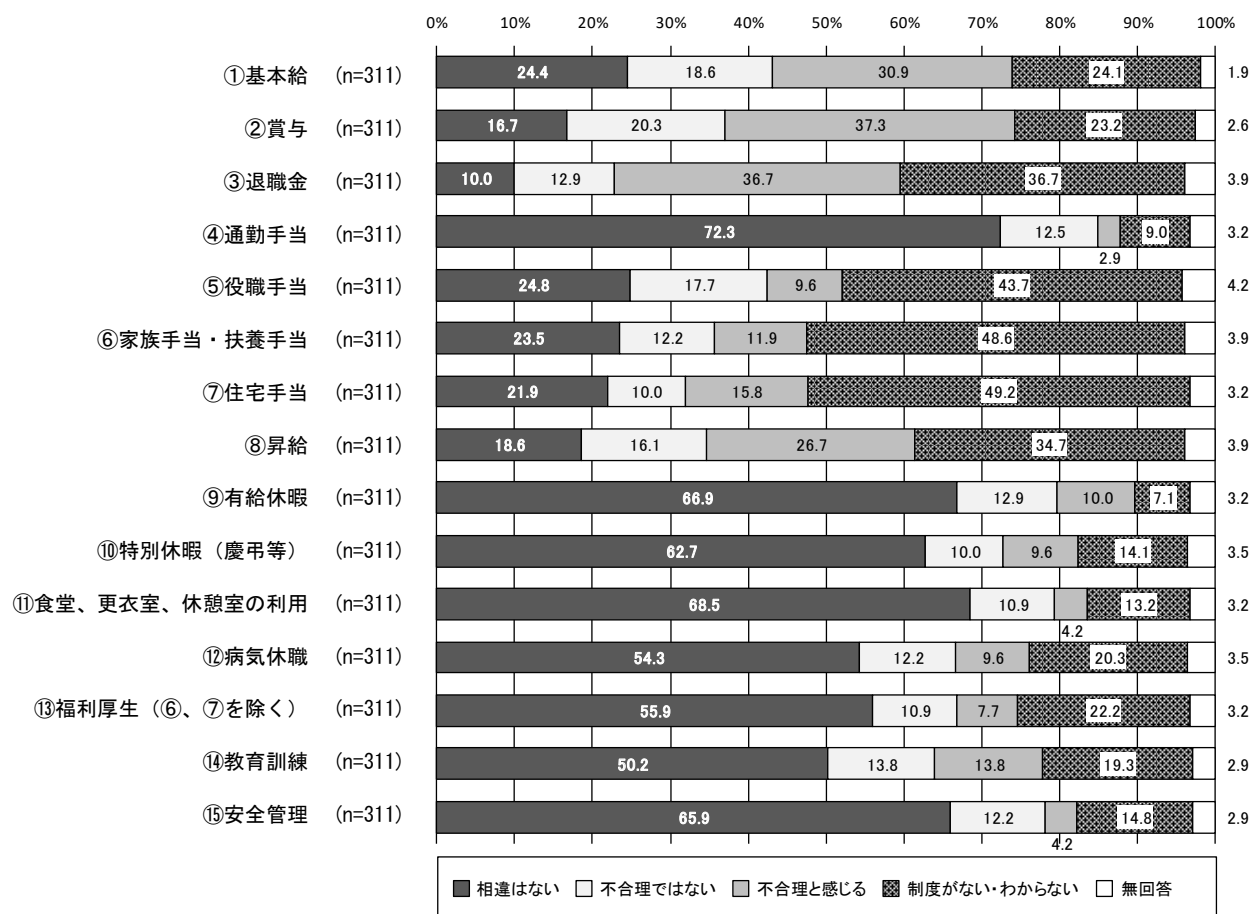 0% 10% 20% 30% 40% 50% 60% 70% 80% 90% 100%
①基本給 (n=311) 24.4 18.6 30.9 24.1 1.9
②賞与 (n=311) 16.7 20.3 37.3 23.2 2.6
③退職金 (n=311) 10.0 12.9 36.7 36.7 3.9
④通勤手当 (n=311) 72.3 12.5 2.9 9.0 3.2
⑤役職手当 (n=311) 24.8 17.7 9.6 43.7 4.2
⑥家族手当・扶養手当 (n=311) 23.5 12.2 11.9 48.6 3.9
⑦住宅手当 (n=311) 21.9 10.0 15.8 49.2 3.2
⑧昇給 (n=311) 18.6 16.1 26.7 34.7 3.9
⑨有給休暇 (n=311) 66.9 12.9 10.0 7.1 3.2
⑩特別休暇（慶弔等） (n=311) 62.7 10.0 9.6 14.1 3.5
⑪食堂、更衣室、休憩室の利用 (n=311) 68.5 10.9 4.2 13.2 3.2
⑫病気休職 (n=311) 54.3 12.2 9.6 20.3 3.5
⑬福利厚生（⑥、⑦を除く） (n=311) 55.9 10.9 7.7 22.2 3.2
⑭教育訓練 (n=311) 50.2 13.8 13.8 19.3 2.9
⑮安全管理 (n=311) 65.9 12.2 4.2 14.8 2.9
相違はない 不合理ではない 不合理と感じる 制度がない・わからない 無回答